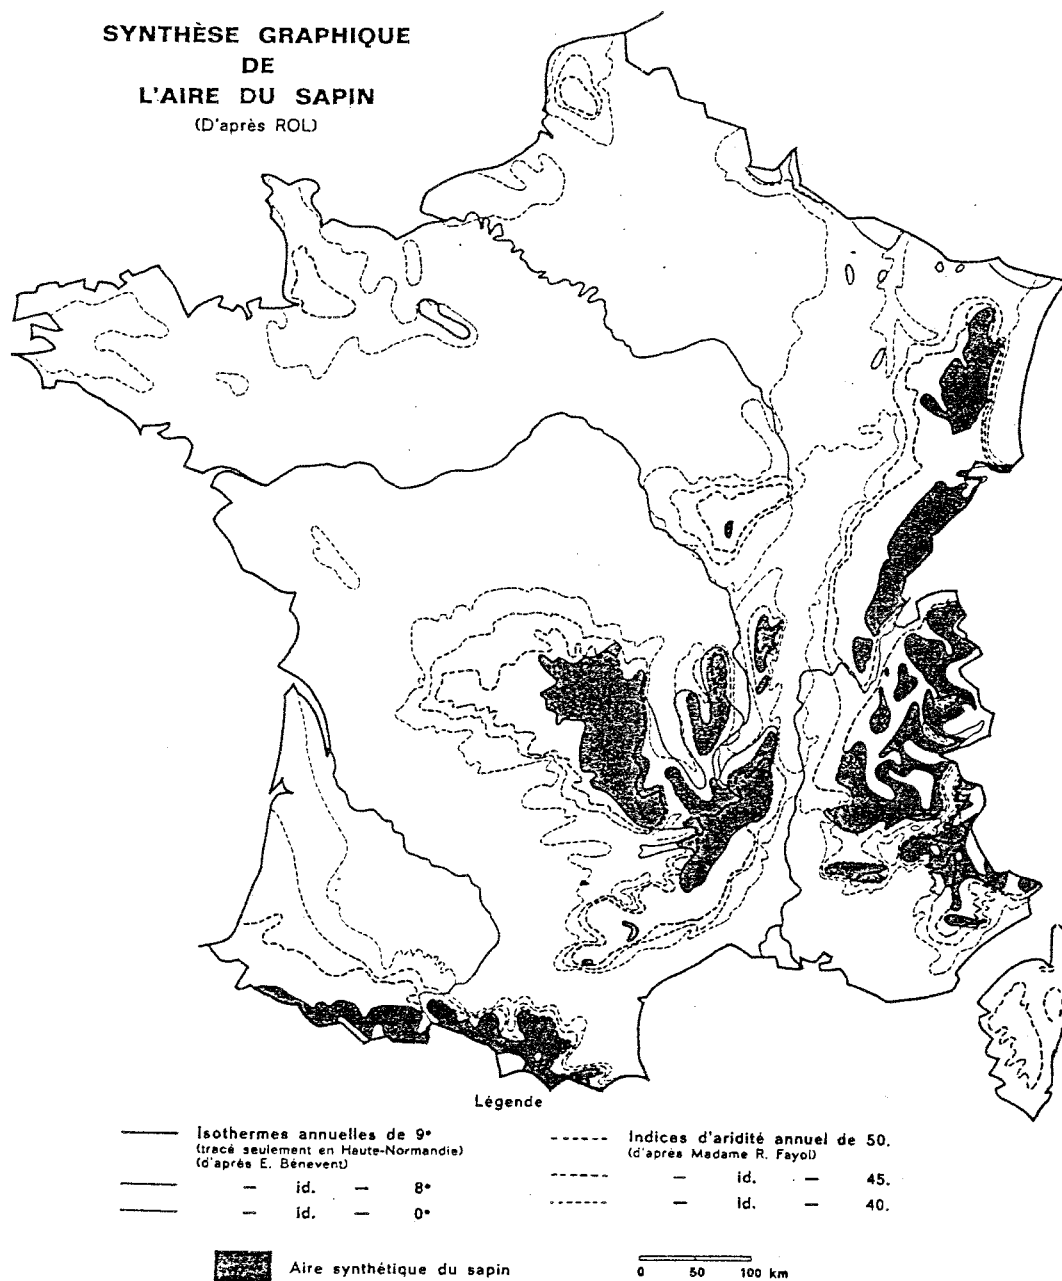 SYNTHÈSE GRAPHIQUE
DE
L'AIRE DU SAPIN
(D'après ROL)
Légende
Isothermes annuelles de 9°
(tracé seulement en Haute-Normandie)
(d'après E. Bénevent)
— id. — 8°
— id. — 0°
Indices d'aridité annuel de 50.
(d'après Madame R. Fayol)
— id. — 45.
— id. — 40.
Aire synthétique du sapin
0 50 100 km